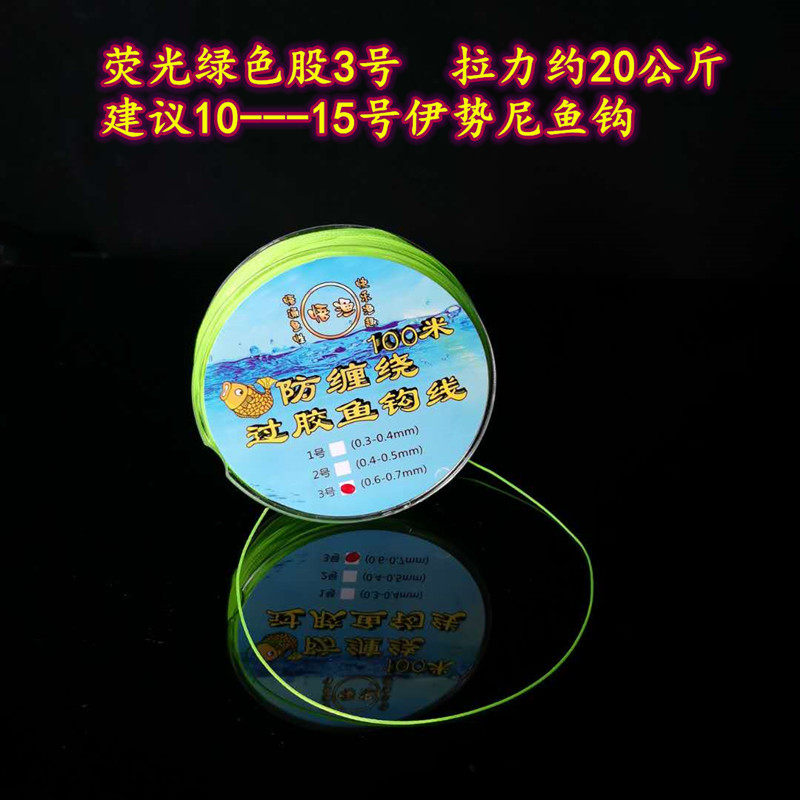 荧光绿色股3号 拉力约20公斤
建议10---15号伊势尼鱼钩
100米
防缠绕
过胶鱼钩线
1号 (0.3-0.4mm)
2号 (0.4-0.5mm)
3号 (0.6-0.7mm)